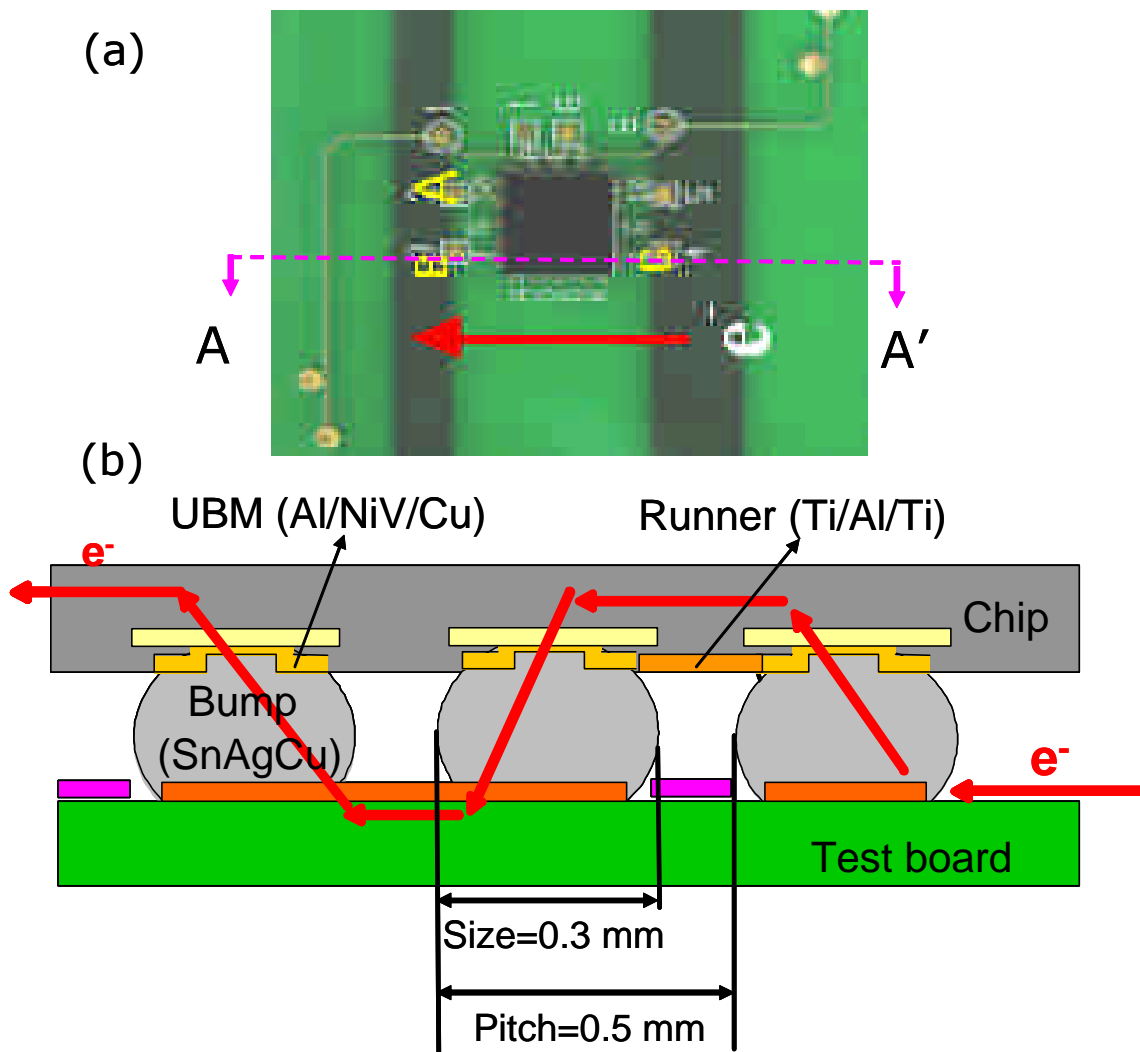 (a)
A
E
e
A
A'
(b)
UBM (Al/NiV/Cu)
Runner (Ti/Al/Ti)
e-
Chip
Bump
(SnAgCu)
e-
Test board
Size=0.3 mm
Pitch=0.5 mm